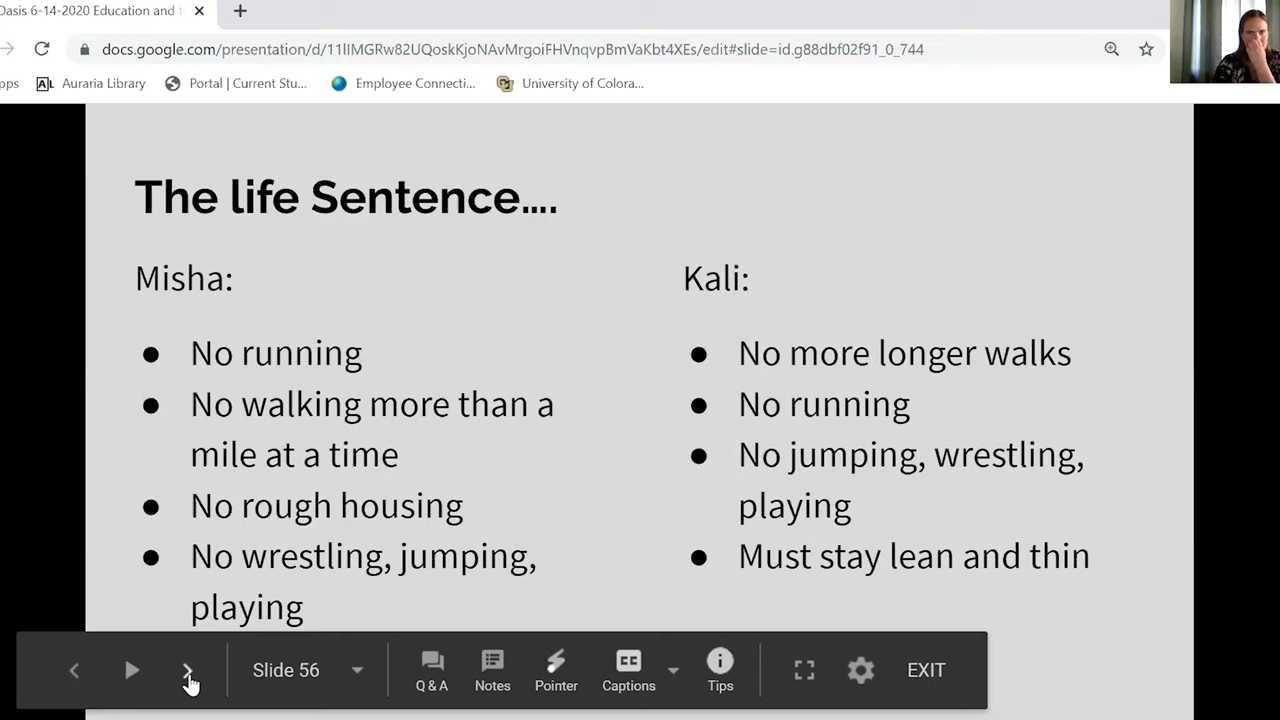 Oasis 6-14-2020 Education and t
docs.google.com/presentation/d/11lIMGRw82UQoskKjoNAvMrgoiFHVnqvpBmVaKbt4XEs/edit#slide=id.g88dbf02f91_0_744
pps
Auraria Library
Portal | Current Stu...
Employee Connecti...
University of Colora...
The life Sentence....
Misha:
● No running
● No walking more than a
mile at a time
● No rough housing
● No wrestling, jumping,
playing
Kali:
● No more longer walks
● No running
● No jumping, wrestling,
playing
● Must stay lean and thin
Slide 56
Q & A
Notes
Pointer
CC
Captions
Tips
EXIT